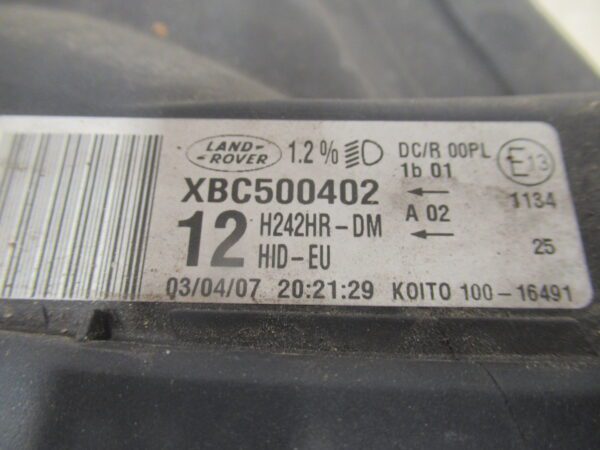 LAND-
-ROVER 1.2% DC/R 00PL E13
1b 01
XBC500402 1134
A 02
12 H242HR-DM
HID-EU 25
03/04/07 20:21:29 KOITO 100-16491